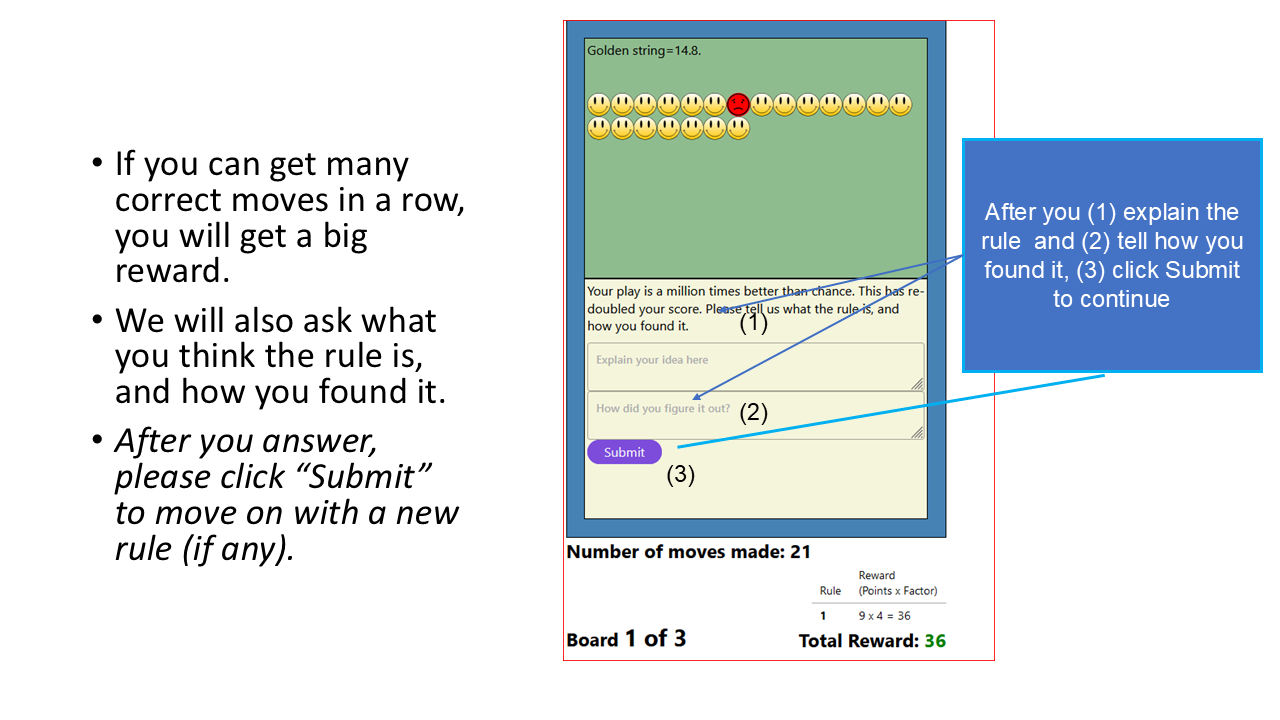 • If you can get many
correct moves in a row,
you will get a big
reward.
• We will also ask what
you think the rule is,
and how you found it.
• After you answer,
please click “Submit”
to move on with a new
rule (if any).
Golden string=14.8.
Your play is a million times better than chance. This has re-
doubled your score. Please tell us what the rule is, and
how you found it.
(1)
Explain your idea here
How did you figure it out?
(2)
Submit
(3)
Number of moves made: 21
Reward
Rule (Points x Factor)
1 9 x 4 = 36
Board 1 of 3
Total Reward: 36
After you (1) explain the
rule  and (2) tell how you
found it, (3) click Submit
to continue